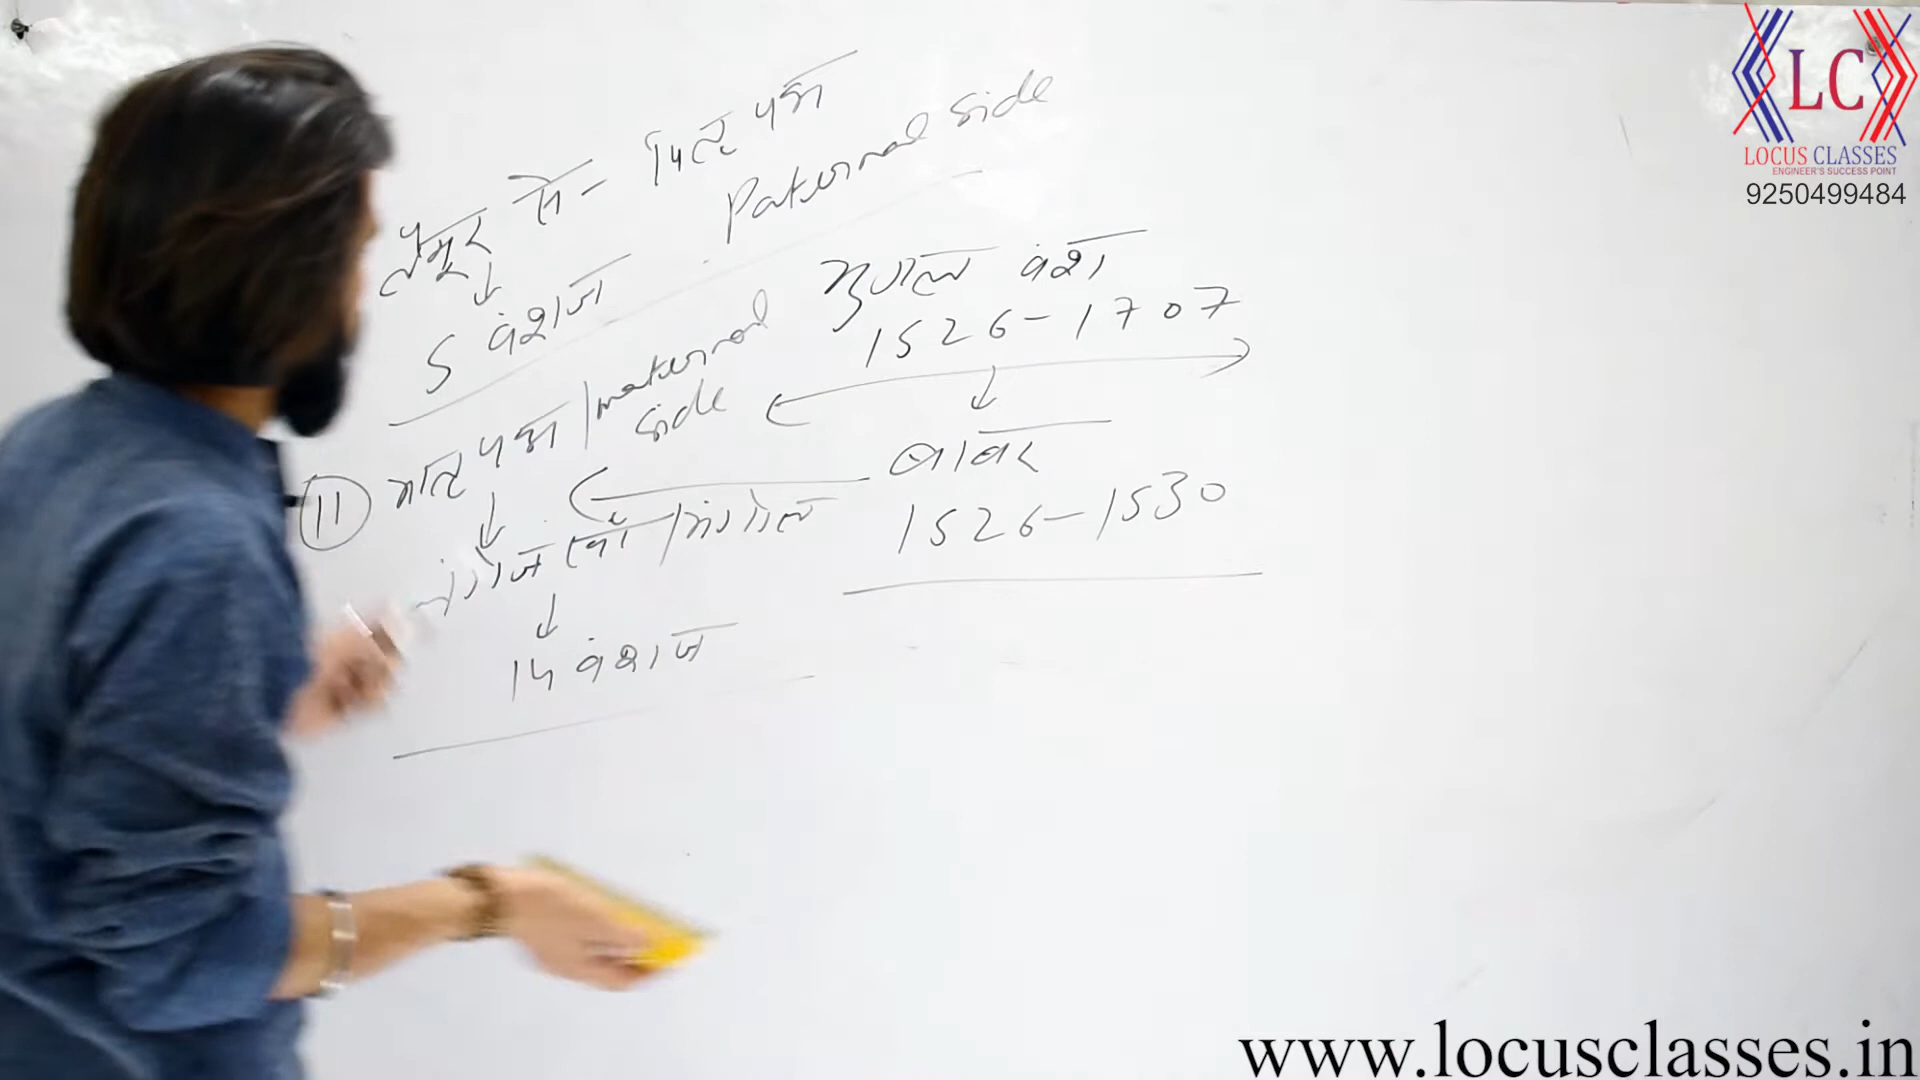 तैमूर से - पितृ पक्ष
Paternal side
↓
5 वंशज
मुगल वंश
1526-1707
↓
बाबर
1526-1530
11 मातृ पक्ष / maternal side
↓
चंगेज खाँ / मंगोल
↓
14 वंशज
LC
LOCUS CLASSES
ENGINEER'S SUCCESS POINT
9250499484
www.locusclasses.in